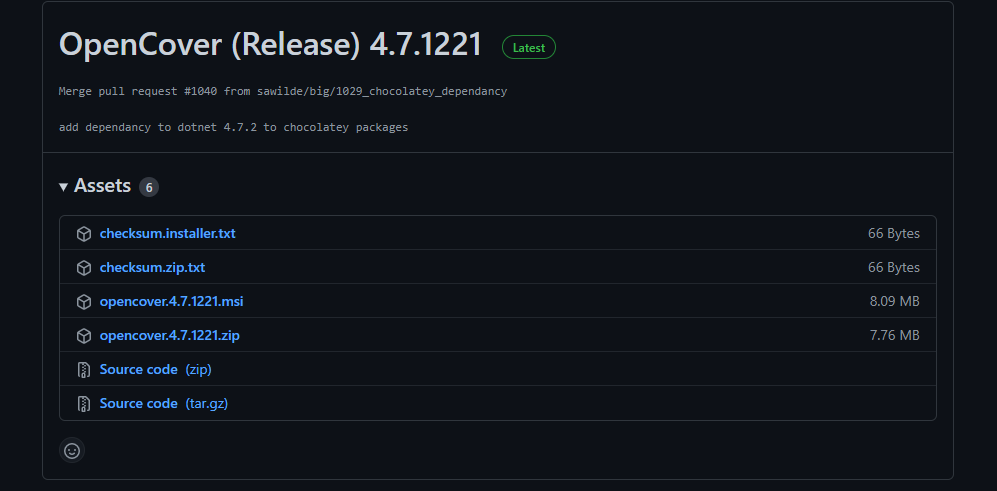 OpenCover (Release) 4.7.1221 Latest
Merge pull request #1040 from sawilde/big/1029_chocolatey_dependancy
add dependancy to dotnet 4.7.2 to chocolatey packages
Assets 6
checksum.installer.txt 66 Bytes
checksum.zip.txt 66 Bytes
opencover.4.7.1221.msi 8.09 MB
opencover.4.7.1221.zip 7.76 MB
Source code (zip)
Source code (tar.gz)